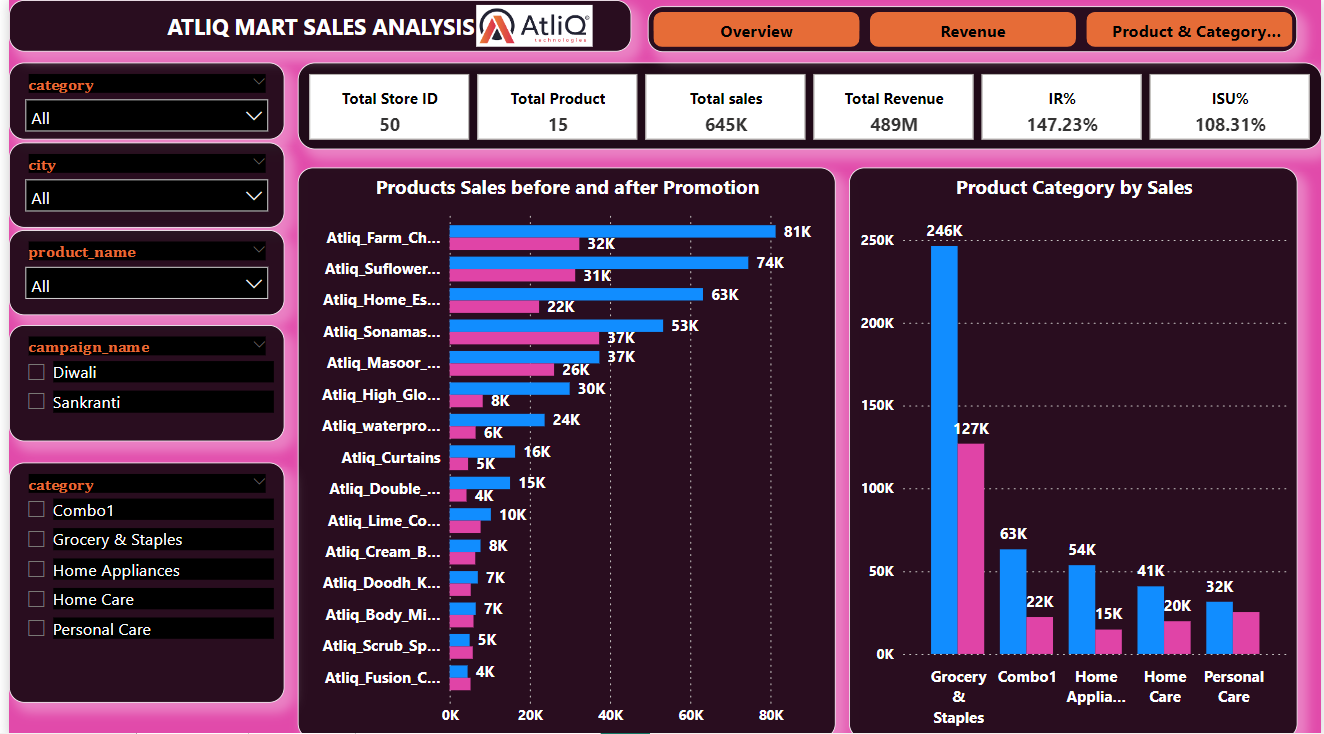 ATLIQ MART SALES ANALYSIS
AtliQ
technologies
Overview
Revenue
Product & Category...
category
All
city
All
product_name
All
campaign_name
Diwali
Sankranti
category
Combo1
Grocery & Staples
Home Appliances
Home Care
Personal Care
Total Store ID
50
Total Product
15
Total sales
645K
Total Revenue
489M
IR%
147.23%
ISU%
108.31%
Products Sales before and after Promotion
Atliq_Farm_Ch... 81K
32K
Atliq_Suflower... 74K
31K
Atliq_Home_Es... 63K
22K
Atliq_Sonamas... 53K
37K
Atliq_Masoor_... 37K
26K
Atliq_High_Glo... 30K
8K
Atliq_waterpro... 24K
6K
Atliq_Curtains 16K
5K
Atliq_Double_... 15K
4K
Atliq_Lime_Co... 10K
Atliq_Cream_B... 8K
Atliq_Doodh_K... 7K
Atliq_Body_Mi... 7K
Atliq_Scrub_Sp... 5K
Atliq_Fusion_C... 4K
0K 20K 40K 60K 80K
Product Category by Sales
250K
200K
150K
100K
50K
0K
246K
127K
63K
22K
54K
15K
41K
20K
32K
Grocery
&
Staples
Combo1
Home
Applia...
Home
Care
Personal
Care